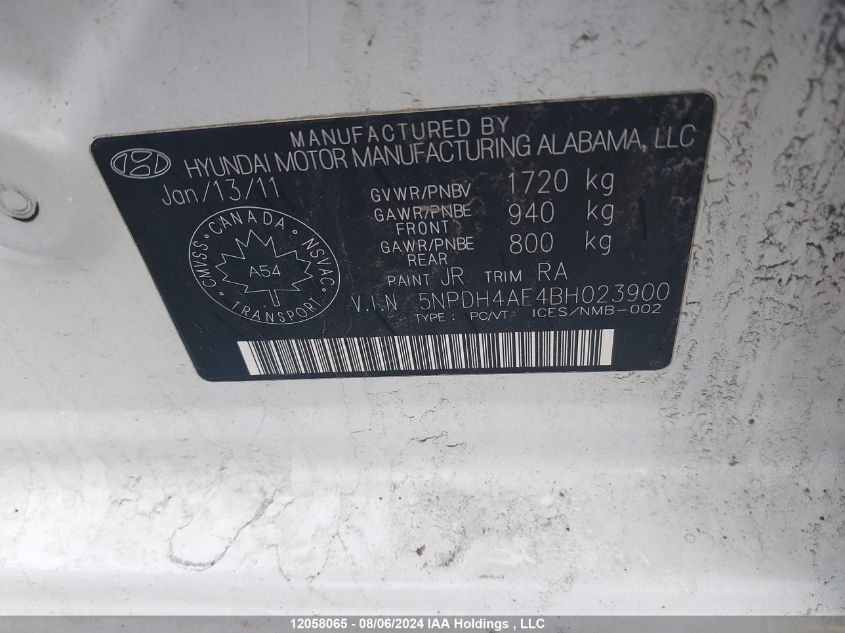 MANUFACTURED BY
HYUNDAI MOTOR MANUFACTURING ALABAMA, LLC
Jan/13/11
GVWR/PNBV 1720 kg
GAWR/PNBE FRONT 940 kg
GAWR/PNBE REAR 800 kg
CANADA
CMVSS
NSVAC
A54
TRANSPORT
PAINT JR TRIM RA
V.I.N 5NPDH4AE4BH023900
TYPE: PC/VT ICES/NMB-002
12058065 - 08/06/2024 IAA Holdings , LLC